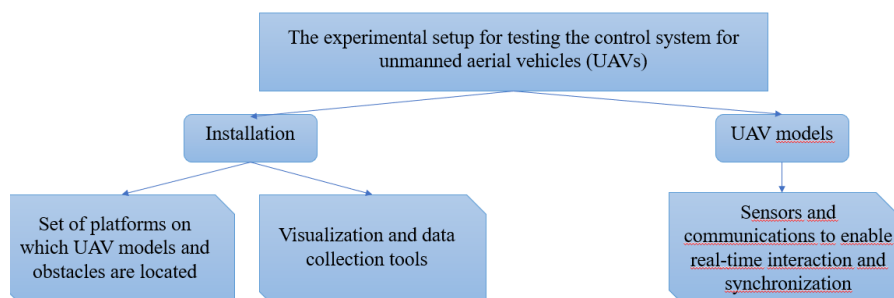 The experimental setup for testing the control system for
unmanned aerial vehicles (UAVs)
Installation
UAV models
Set of platforms on
which UAV models and
obstacles are located
Visualization and data
collection tools
Sensors and
communications to enable
real-time interaction and
synchronization